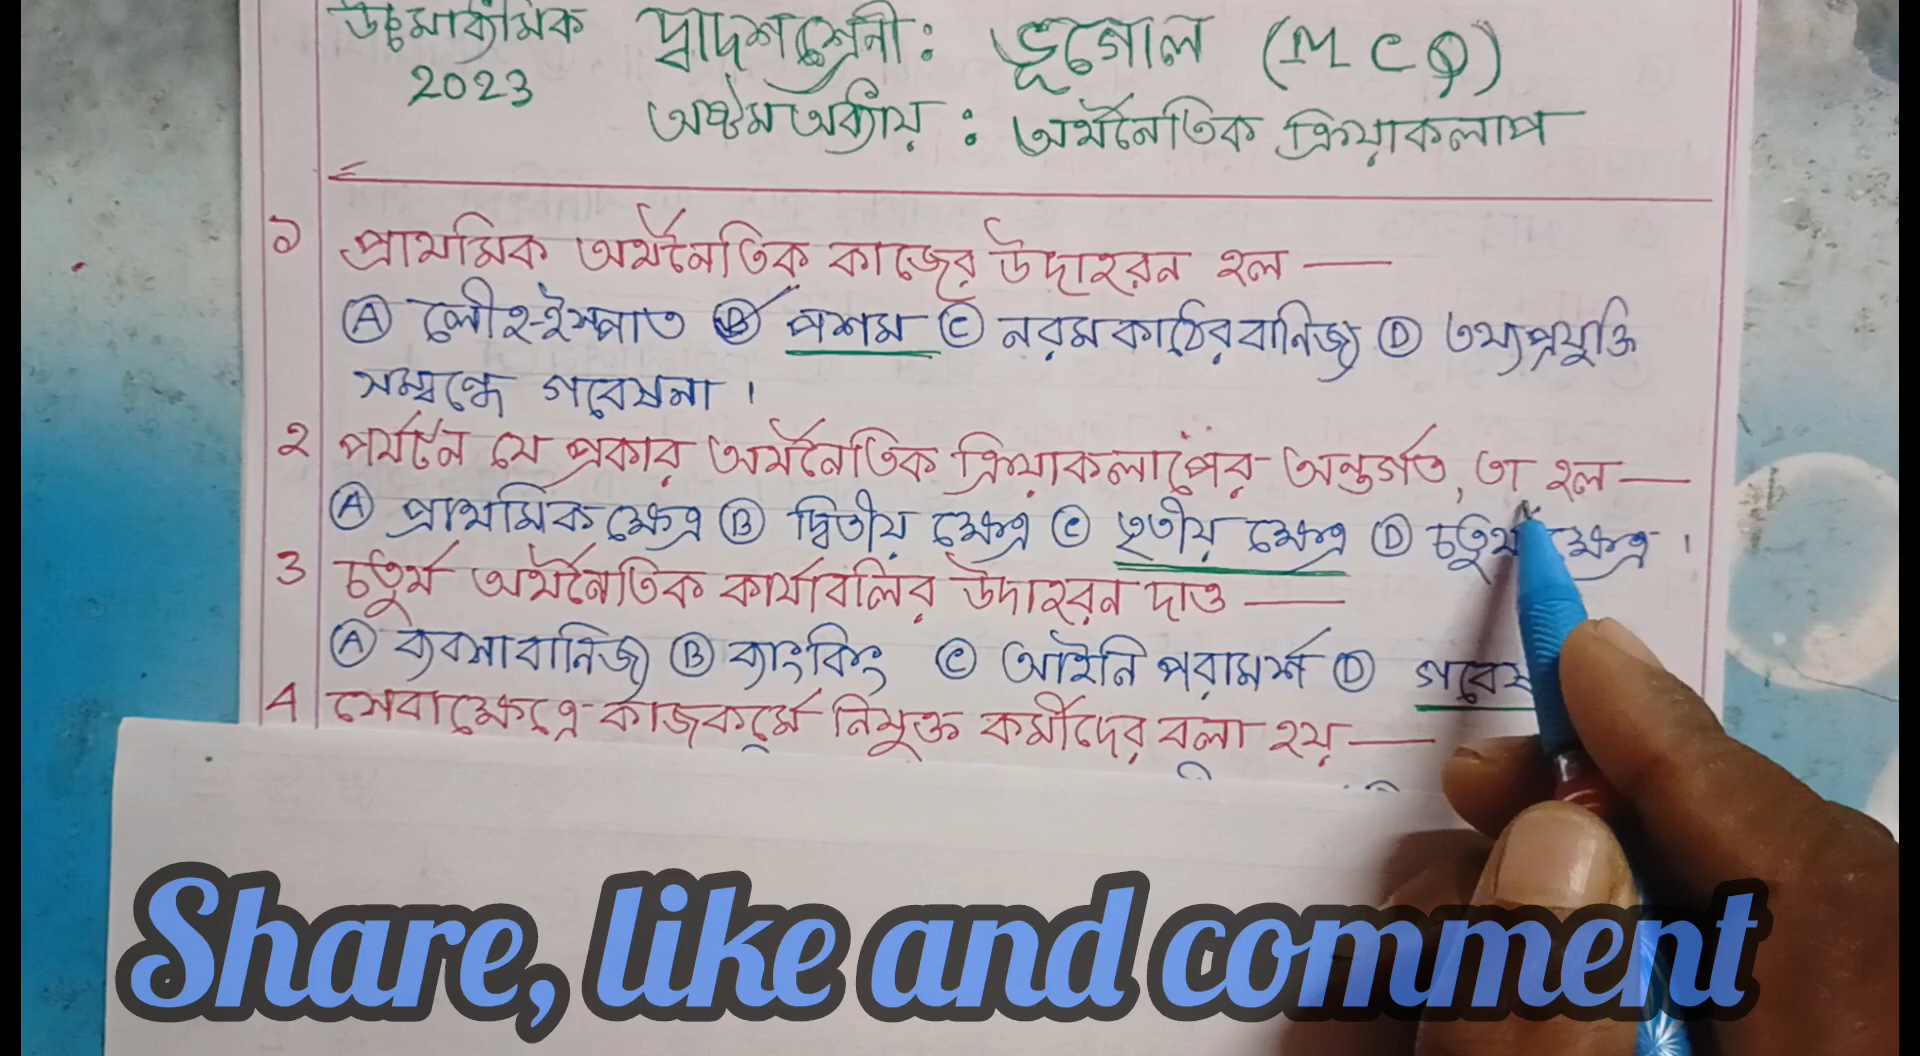 উচ্চমাধ্যমিক দ্বাদশশ্রেনী: ভূগোল (MCQ)
2023 অষ্টম অধ্যায় : অর্থনৈতিক ক্রিয়াকলাপ
১ প্রাথমিক অর্থনৈতিক কাজের উদাহরন হল —
Ⓐ লৌহ-ইস্পাত Ⓑ পশম Ⓒ নরম কাঠের বানিজ্য Ⓓ তথ্যপ্রযুক্তি
সম্বন্ধে গবেষনা ।
২ পর্যটন যে প্রকার অর্থনৈতিক ক্রিয়াকলাপের অন্তর্গত, তা হল —
Ⓐ প্রাথমিক ক্ষেত্র Ⓑ দ্বিতীয় ক্ষেত্র Ⓒ তৃতীয় ক্ষেত্র Ⓓ চতুর্থ ক্ষেত্র ।
3 চতুর্থ অর্থনৈতিক কার্যাবলির উদাহরন দাও —
Ⓐ ব্যবসাবানিজ্য Ⓑ ব্যাংকিং Ⓒ আইনি পরামর্শ Ⓓ
4 সেবাক্ষেত্রে কাজকর্মে নিযুক্ত কর্মীদের বলা হয় —
Share, like and comment